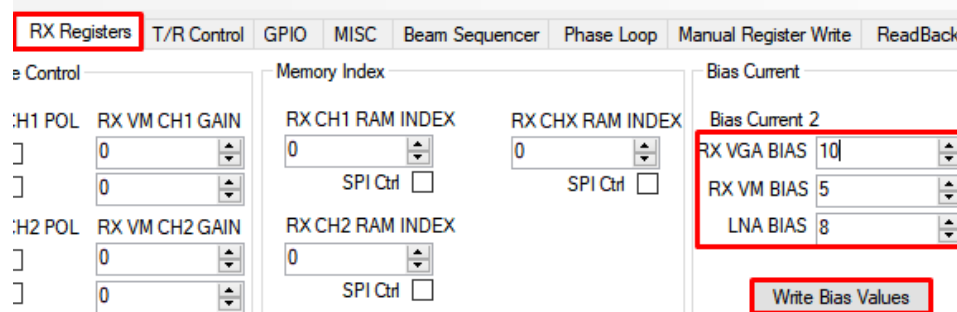 RX Registers T/R Control GPIO MISC Beam Sequencer Phase Loop Manual Register Write ReadBack
e Control Memory Index Bias Current
CH1 POL RX VM CH1 GAIN RX CH1 RAM INDEX RX CHX RAM INDEX Bias Current 2
0 0 0 RX VGA BIAS 10
0 SPI Ctrl SPI Ctrl RX VM BIAS 5
CH2 POL RX VM CH2 GAIN RX CH2 RAM INDEX LNA BIAS 8
0 0
0 SPI Ctrl Write Bias Values